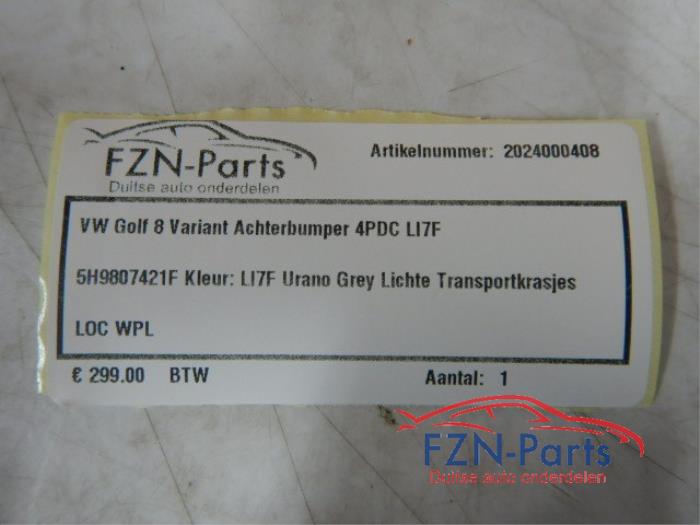 FZN-Parts
Duitse auto onderdelen
Artikelnummer: 2024000408
VW Golf 8 Variant Achterbumper 4PDC LI7F
5H9807421F Kleur: LI7F Urano Grey Lichte Transportkrasjes
LOC WPL
€ 299.00 BTW
Aantal: 1
FZN-Parts
Duitse auto onderdelen